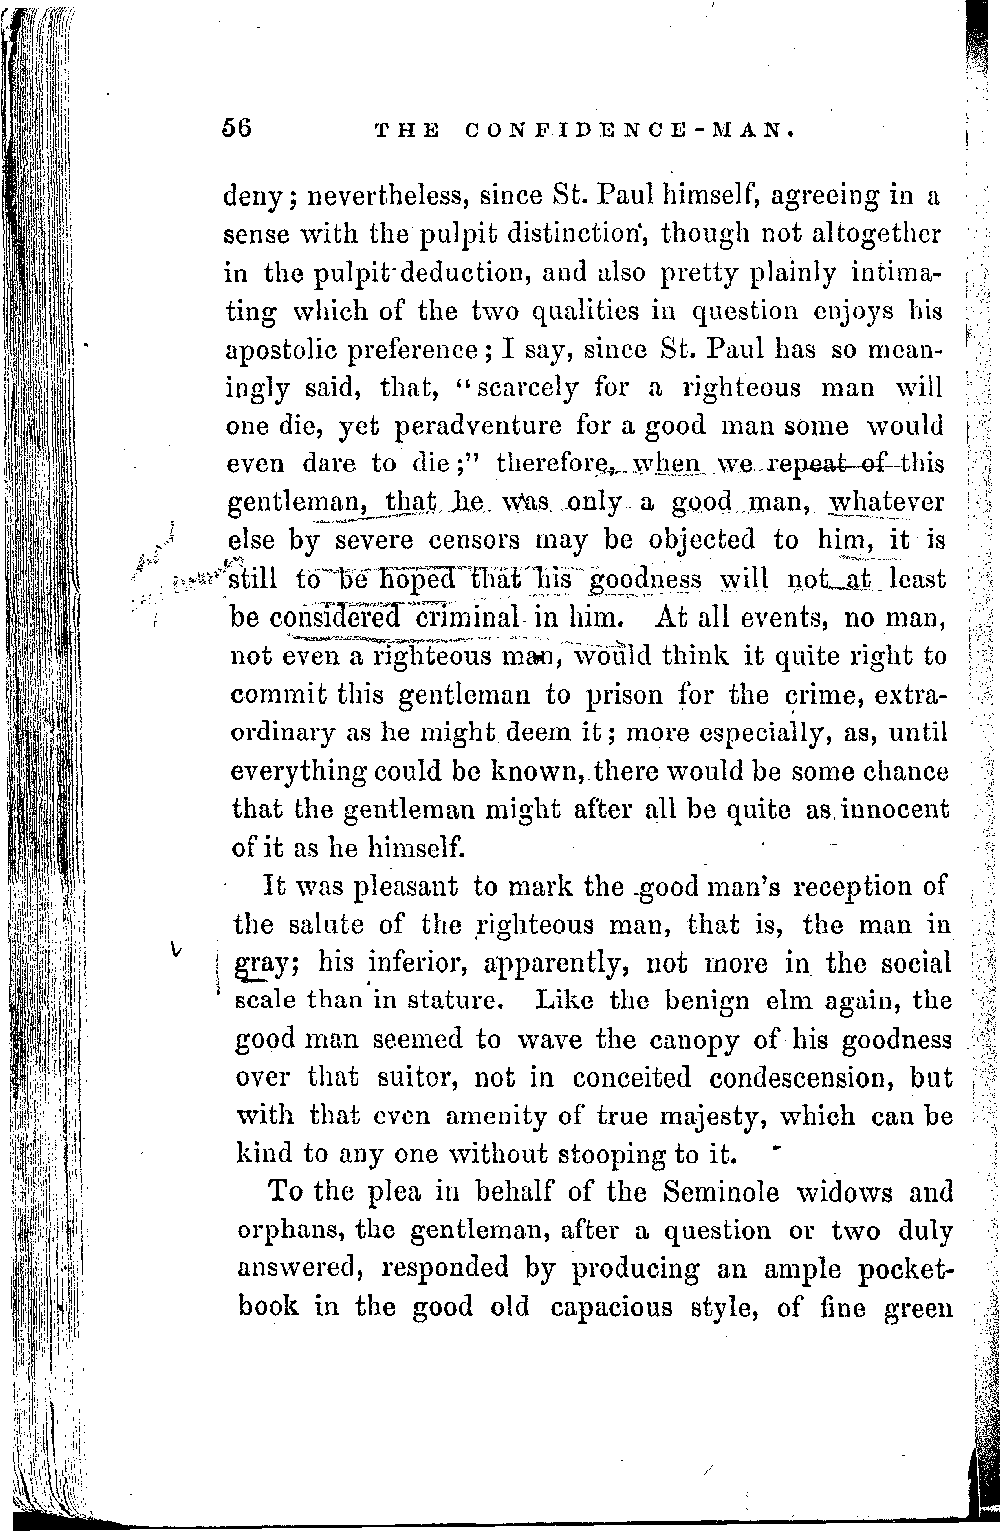 56 THE CONFIDENCE-MAN.
deny; nevertheless, since St. Paul himself, agreeing in a
sense with the pulpit distinction, though not altogether
in the pulpit deduction, and also pretty plainly intima-
ting which of the two qualities in question enjoys his
apostolic preference; I say, since St. Paul has so mean-
ingly said, that, “scarcely for a righteous man will
one die, yet peradventure for a good man some would
even dare to die;” therefore, when we repeat of this
gentleman, that he was only a good man, whatever
else by severe censors may be objected to him, it is
still to be hoped that his goodness will not at least
be considered criminal in him. At all events, no man,
not even a righteous man, would think it quite right to
commit this gentleman to prison for the crime, extra-
ordinary as he might deem it; more especially, as, until
everything could be known, there would be some chance
that the gentleman might after all be quite as innocent
of it as he himself.
It was pleasant to mark the good man’s reception of
the salute of the righteous man, that is, the man in
gray; his inferior, apparently, not more in the social
scale than in stature. Like the benign elm again, the
good man seemed to wave the canopy of his goodness
over that suitor, not in conceited condescension, but
with that even amenity of true majesty, which can be
kind to any one without stooping to it.
To the plea in behalf of the Seminole widows and
orphans, the gentleman, after a question or two duly
answered, responded by producing an ample pocket-
book in the good old capacious style, of fine green